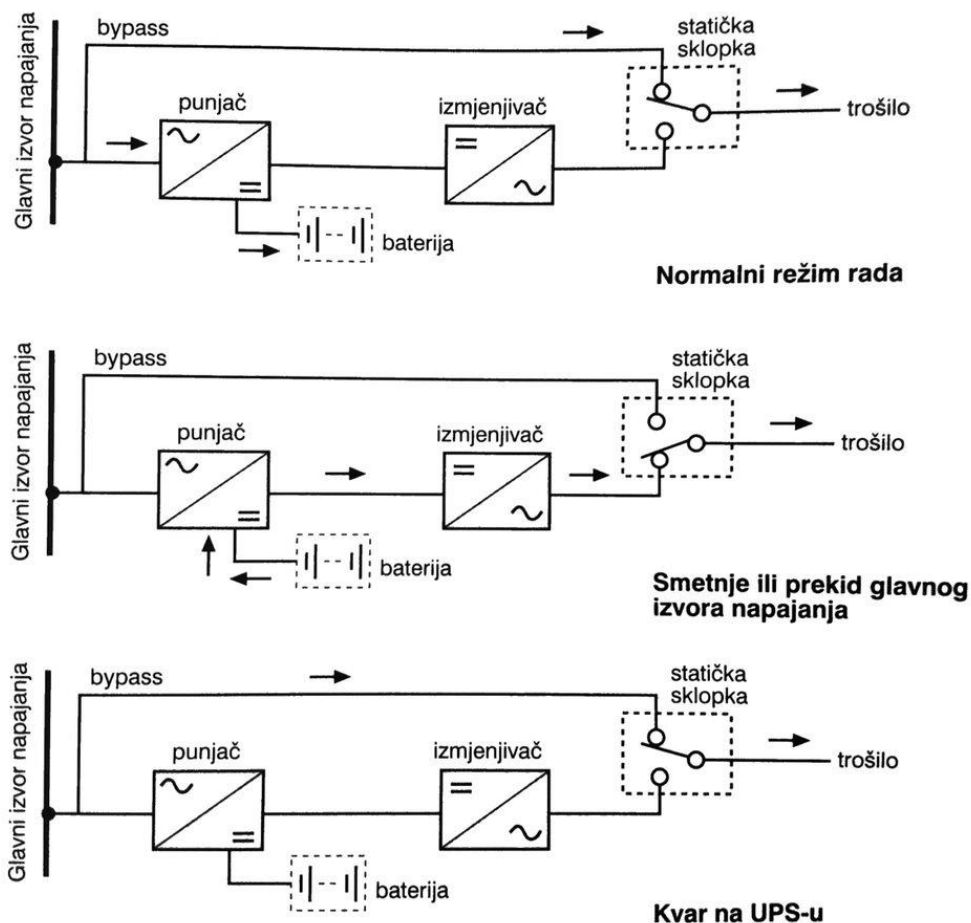 Glavni izvor napajanja
bypass
statička
sklopka
punjač
izmjenjivač
trošilo
baterija
Normalni režim rada
Glavni izvor napajanja
bypass
statička
sklopka
punjač
izmjenjivač
trošilo
baterija
Smetnje ili prekid glavnog
izvora napajanja
Glavni izvor napajanja
bypass
statička
sklopka
punjač
izmjenjivač
trošilo
baterija
Kvar na UPS-u